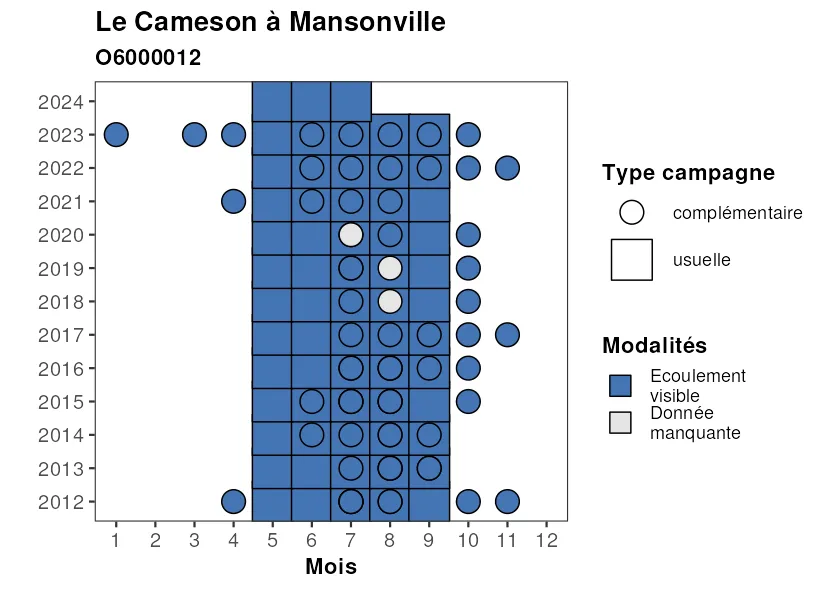 Le Cameson à Mansonville
O6000012
2024
2023
2022
2021
2020
2019
2018
2017
2016
2015
2014
2013
2012
1 2 3 4 5 6 7 8 9 10 11 12
Mois
Type campagne
complémentaire
usuelle
Modalités
Ecoulement
visible
Donnée
manquante